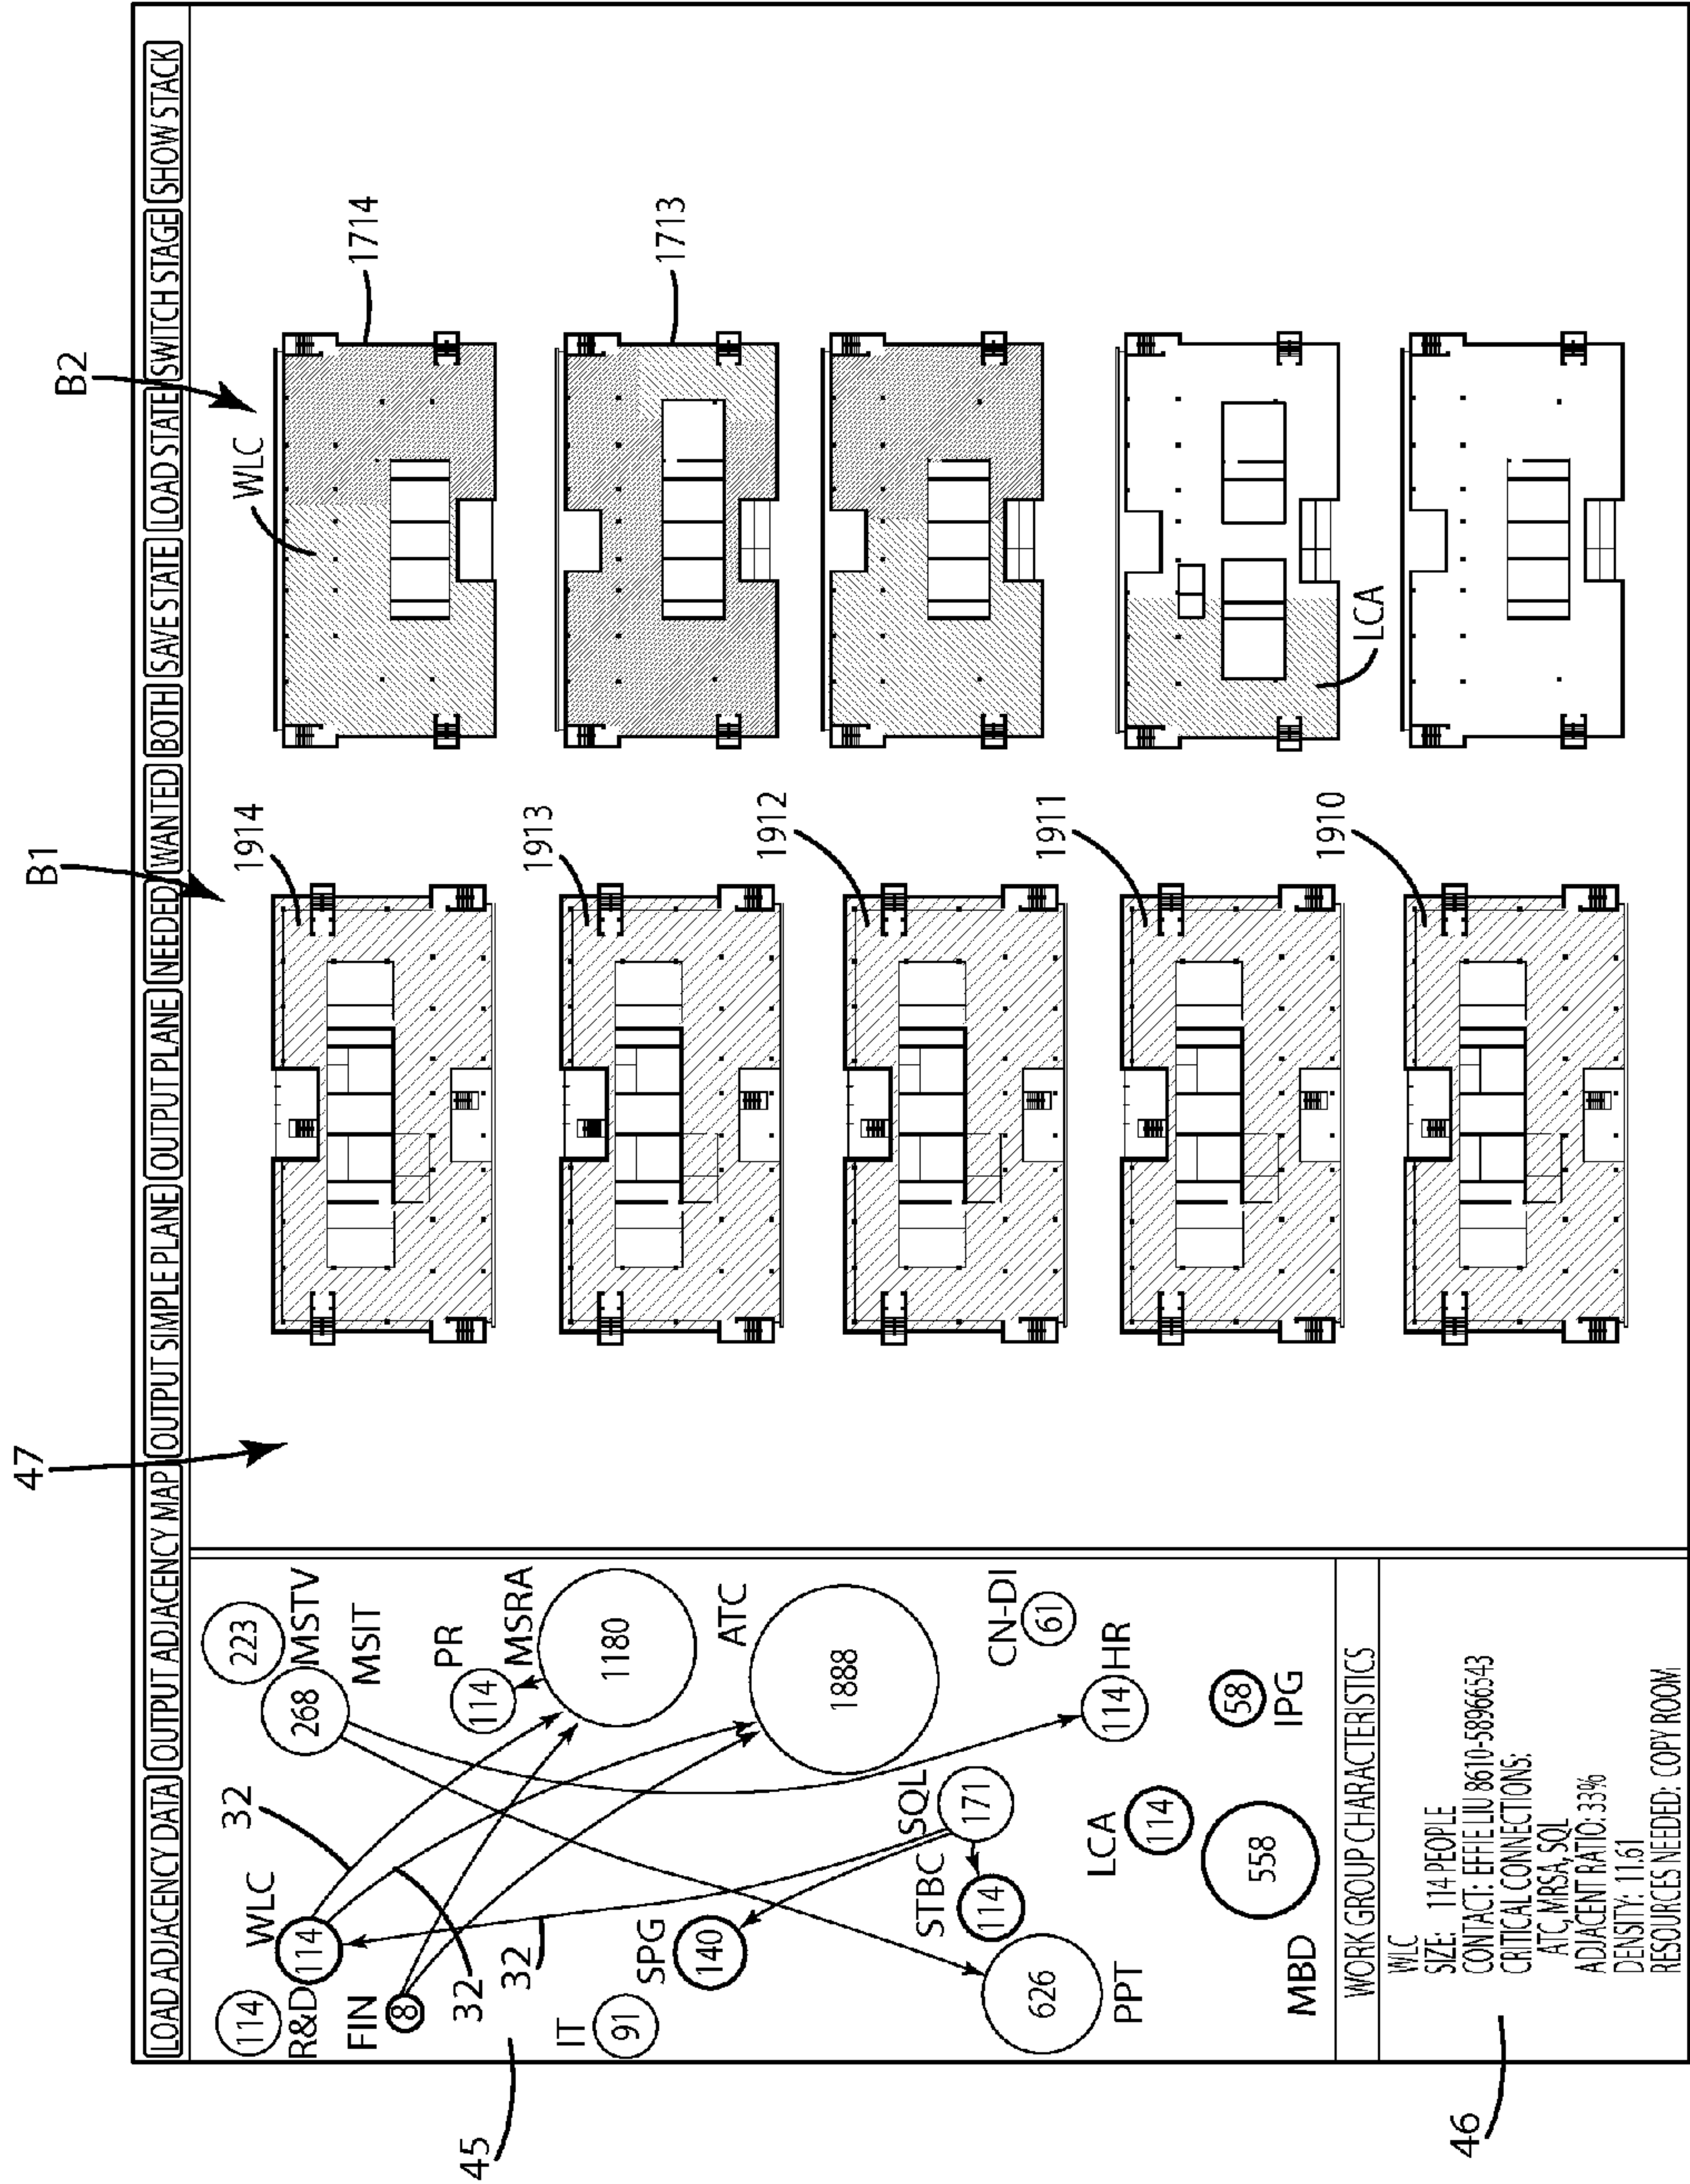 47
B1
B2
LOAD ADJACENCY DATA OUTPUT ADJACENCY MAP OUTPUT SIMPLE PLANE OUTPUT PLANE NEEDED WANTED BOTH SAVE STATE LOAD STATE SWITCH STAGE SHOW STACK
114
R&D
WLC
114
32
268
223
MSTV
MSIT
FIN
8
32
32
PR
114
MSRA
1180
IT
91
SPG
140
ATC
1888
STBC
114
SQL
171
CN-DI
61
626
PPT
114
HR
LCA
114
58
IPG
558
MBD
45
WORK GROUP CHARACTERISTICS
WLC
SIZE: 114 PEOPLE
CONTACT: EFFIE LIU 8610-58966543
CRITICAL CONNECTIONS:
ATC, MRSA, SQL
ADJACENT RATIO: 33%
DENSITY: 11.61
RESOURCES NEEDED: COPY ROOM
46
1914
WLC
1714
1913
1713
1912
1911
LCA
1910